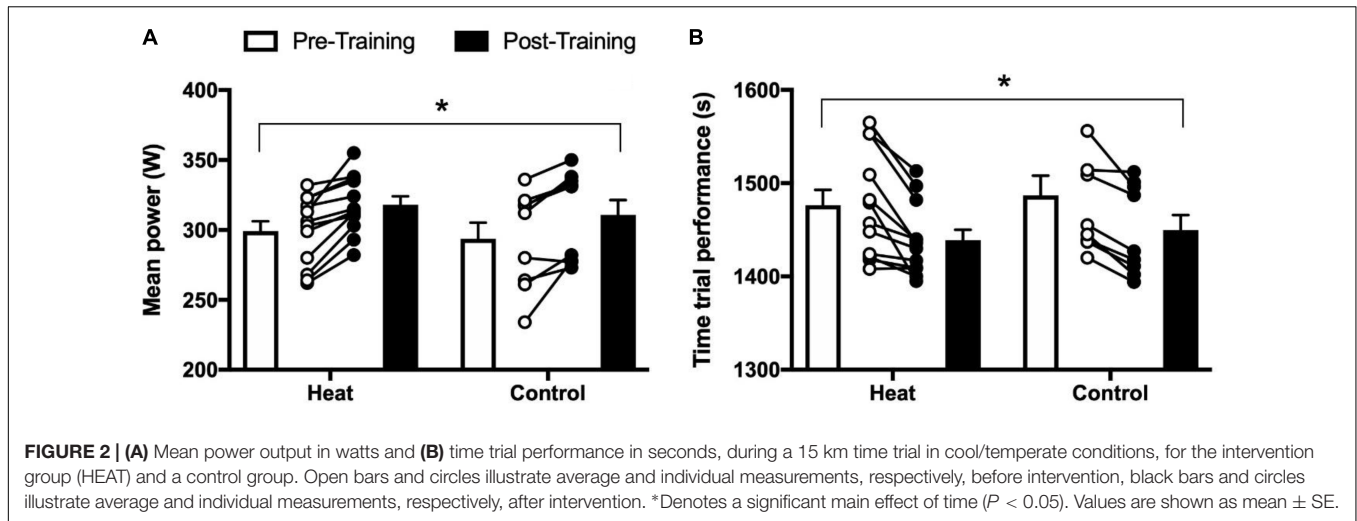 A
Pre-Training
Post-Training
B
400
350
300
250
200
Mean power (W)
*
Heat
Control
1600
1500
1400
1300
Time trial performance (s)
*
Heat
Control
FIGURE 2 | (A) Mean power output in watts and (B) time trial performance in seconds, during a 15 km time trial in cool/temperate conditions, for the intervention
group (HEAT) and a control group. Open bars and circles illustrate average and individual measurements, respectively, before intervention, black bars and circles
illustrate average and individual measurements, respectively, after intervention. *Denotes a significant main effect of time (P < 0.05). Values are shown as mean ± SE.